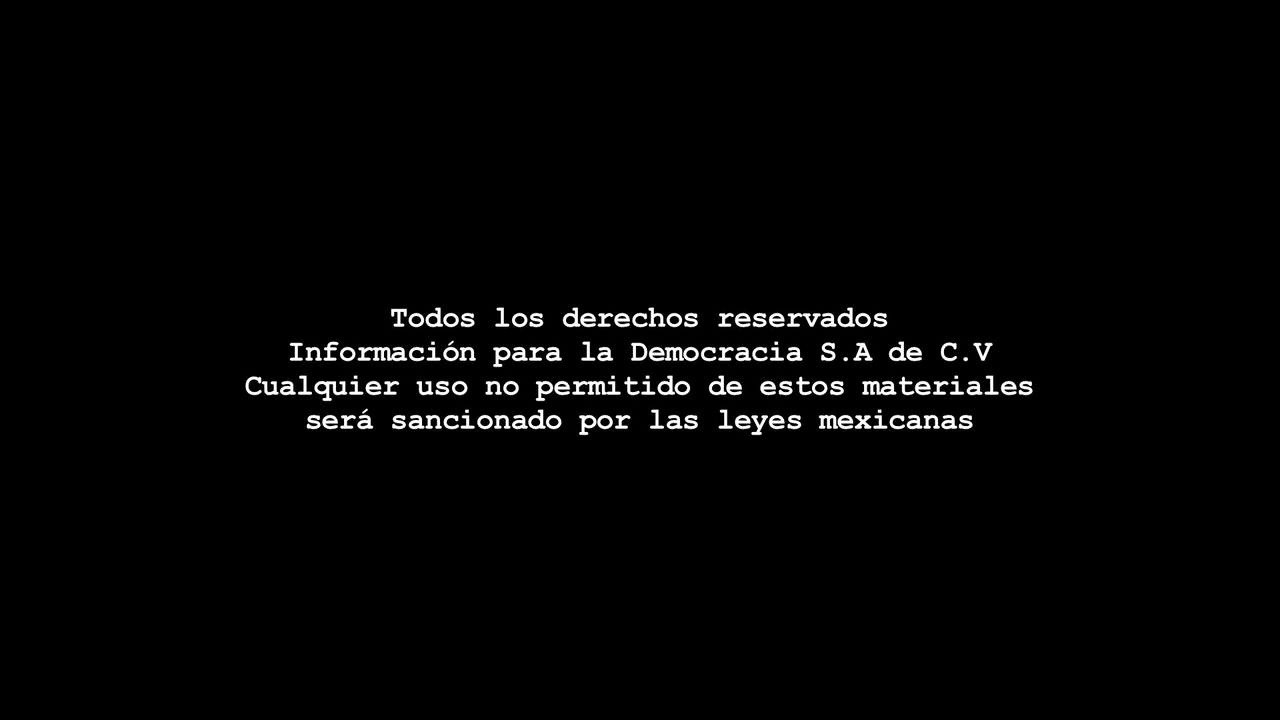 Todos los derechos reservados
Información para la Democracia S.A de C.V
Cualquier uso no permitido de estos materiales
será sancionado por las leyes mexicanas